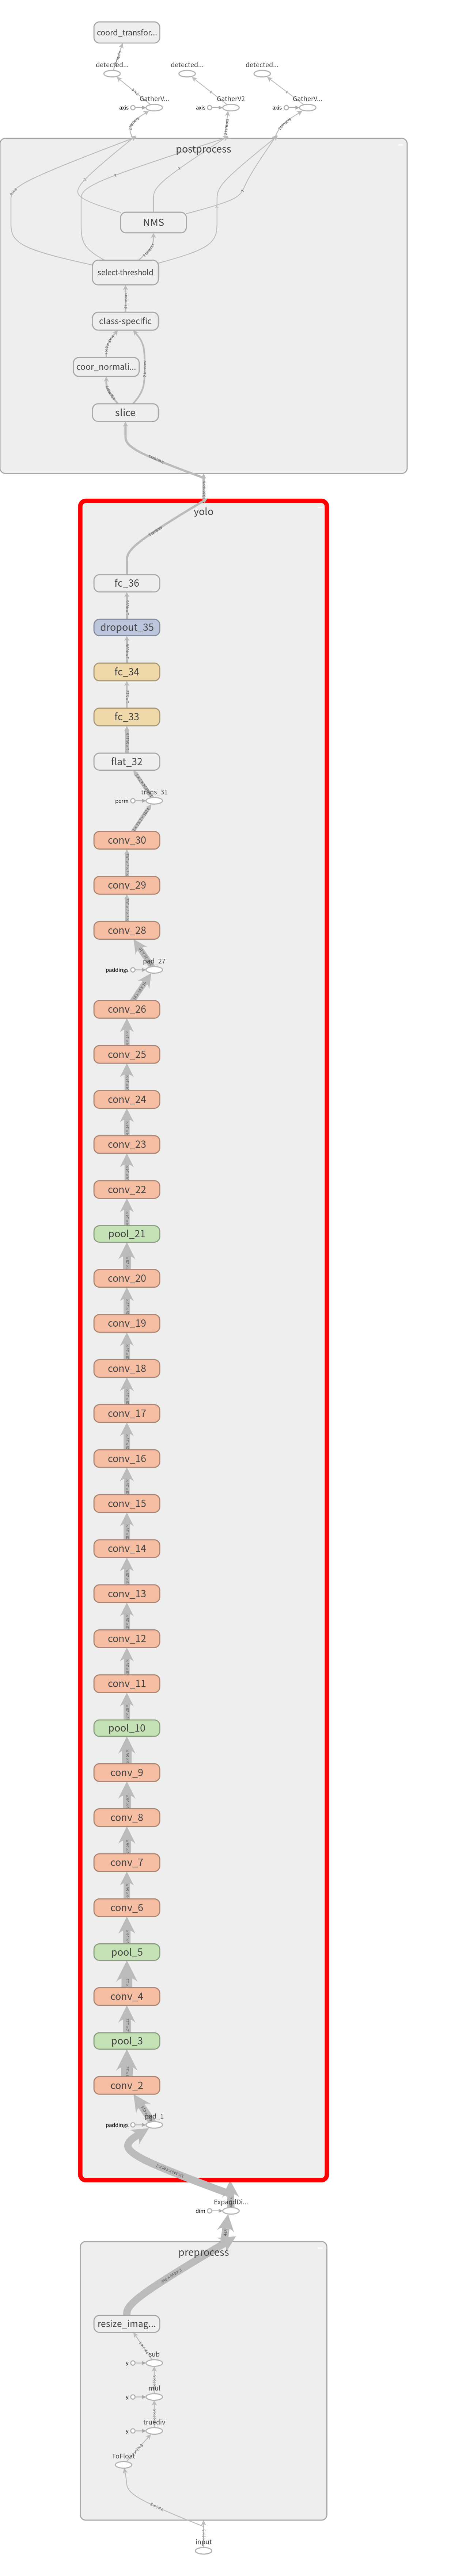 coord_transfor...
detected...
detected...
detected...
GatherV...
GatherV2
GatherV...
axis
axis
axis
postprocess
NMS
select-threshold
class-specific
coor_normali...
slice
yolo
fc_36
dropout_35
fc_34
fc_33
flat_32
trans_31
perm
conv_30
conv_29
conv_28
pad_27
paddings
conv_26
conv_25
conv_24
conv_23
conv_22
pool_21
conv_20
conv_19
conv_18
conv_17
conv_16
conv_15
conv_14
conv_13
conv_12
conv_11
pool_10
conv_9
conv_8
conv_7
conv_6
pool_5
conv_4
pool_3
conv_2
pad_1
paddings
ExpandDi...
dim
preprocess
resize_imag...
sub
y
mul
y
truediv
y
ToFloat
input